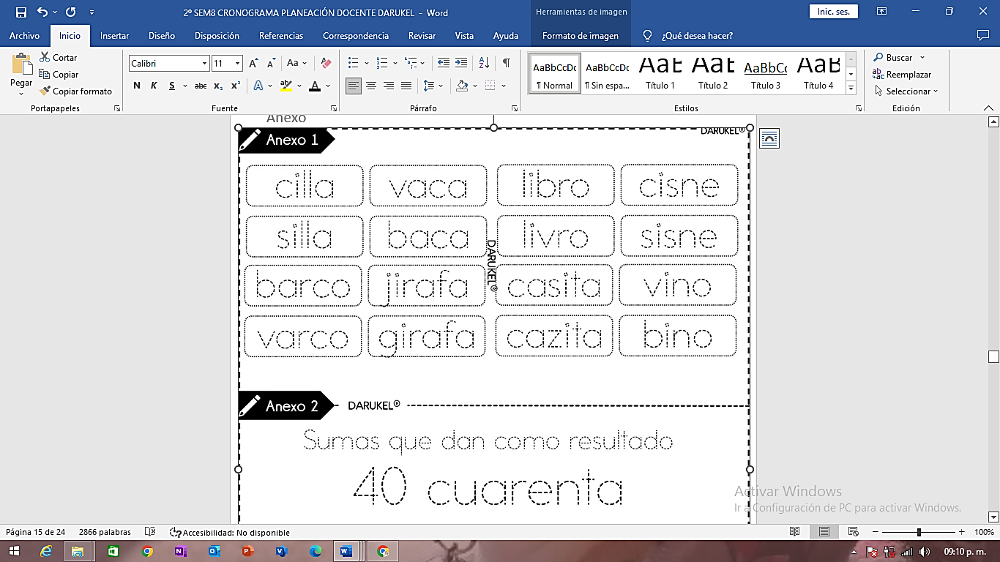 2º SEM8 CRONOGRAMA PLANEACIÓN DOCENTE DARUKEL - Word
Herramientas de imagen
Inic. ses.
Archivo Inicio Insertar Diseño Disposición Referencias Correspondencia Revisar Vista Ayuda Formato de imagen ¿Qué desea hacer?
Pegar
Cortar
Copiar
Copiar formato
Portapapeles
Calibri 11
N K S abc x₂ x²
Fuente
Párrafo
AaBbCcDc AaBbCcDc AaE AaE AaBbCc AaBb
¶ Normal ¶ Sin espa... Título 1 Título 2 Título 3 Título 4
Estilos
Buscar
Reemplazar
Seleccionar
Edición
Anexo
Anexo 1
DARUKEL®
cilla vaca libro cisne
silla baca livro sisne
DARUKEL®
barco jirafa casita vino
varco girafa cazita bino
Anexo 2 DARUKEL®
Sumas que dan como resultado
40 cuarenta
Activar Windows
Ir a Configuración de PC para activar Windows.
Página 15 de 24 2866 palabras Accesibilidad: No disponible 100%
09:10 p. m.